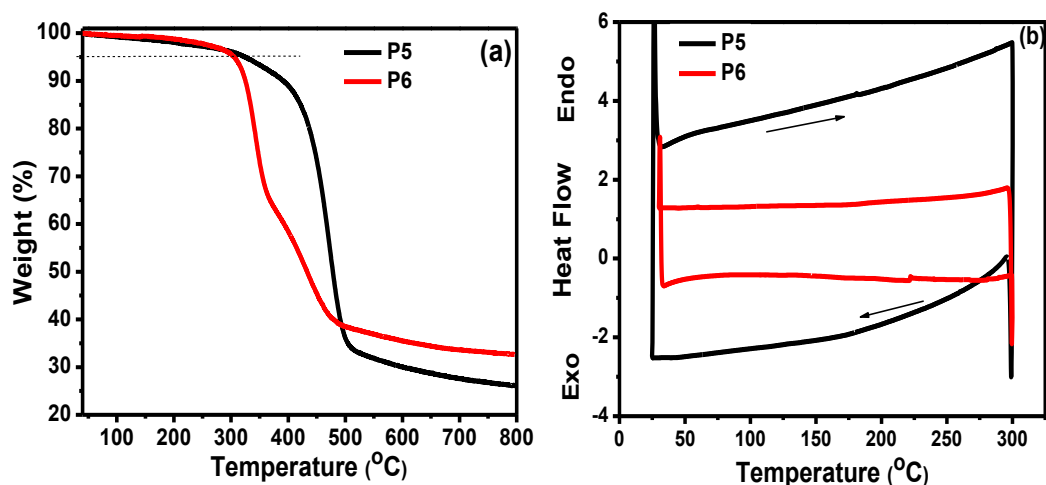 (a)
P5
P6
Weight (%)
100
90
80
70
60
50
40
30
20
100 200 300 400 500 600 700 800
Temperature (°C)
(b)
P5
P6
Exo Heat Flow Endo
6
4
2
0
-2
-4
0 50 100 150 200 250 300
Temperature (°C)